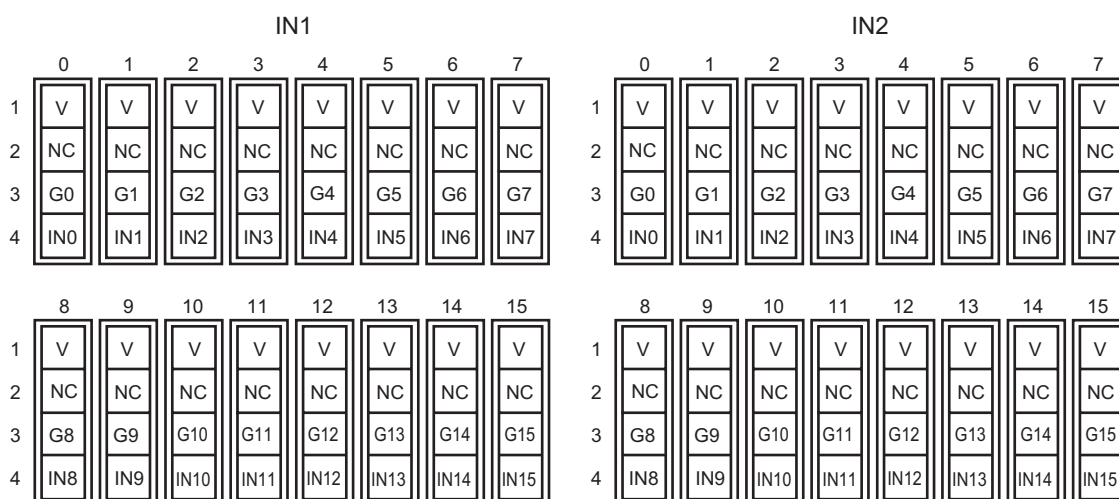 IN1
0 1 2 3 4 5 6 7
1 V V V V V V V V
2 NC NC NC NC NC NC NC NC
3 G0 G1 G2 G3 G4 G5 G6 G7
4 IN0 IN1 IN2 IN3 IN4 IN5 IN6 IN7
8 9 10 11 12 13 14 15
1 V V V V V V V V
2 NC NC NC NC NC NC NC NC
3 G8 G9 G10 G11 G12 G13 G14 G15
4 IN8 IN9 IN10 IN11 IN12 IN13 IN14 IN15
IN2
0 1 2 3 4 5 6 7
1 V V V V V V V V
2 NC NC NC NC NC NC NC NC
3 G0 G1 G2 G3 G4 G5 G6 G7
4 IN0 IN1 IN2 IN3 IN4 IN5 IN6 IN7
8 9 10 11 12 13 14 15
1 V V V V V V V V
2 NC NC NC NC NC NC NC NC
3 G8 G9 G10 G11 G12 G13 G14 G15
4 IN8 IN9 IN10 IN11 IN12 IN13 IN14 IN15